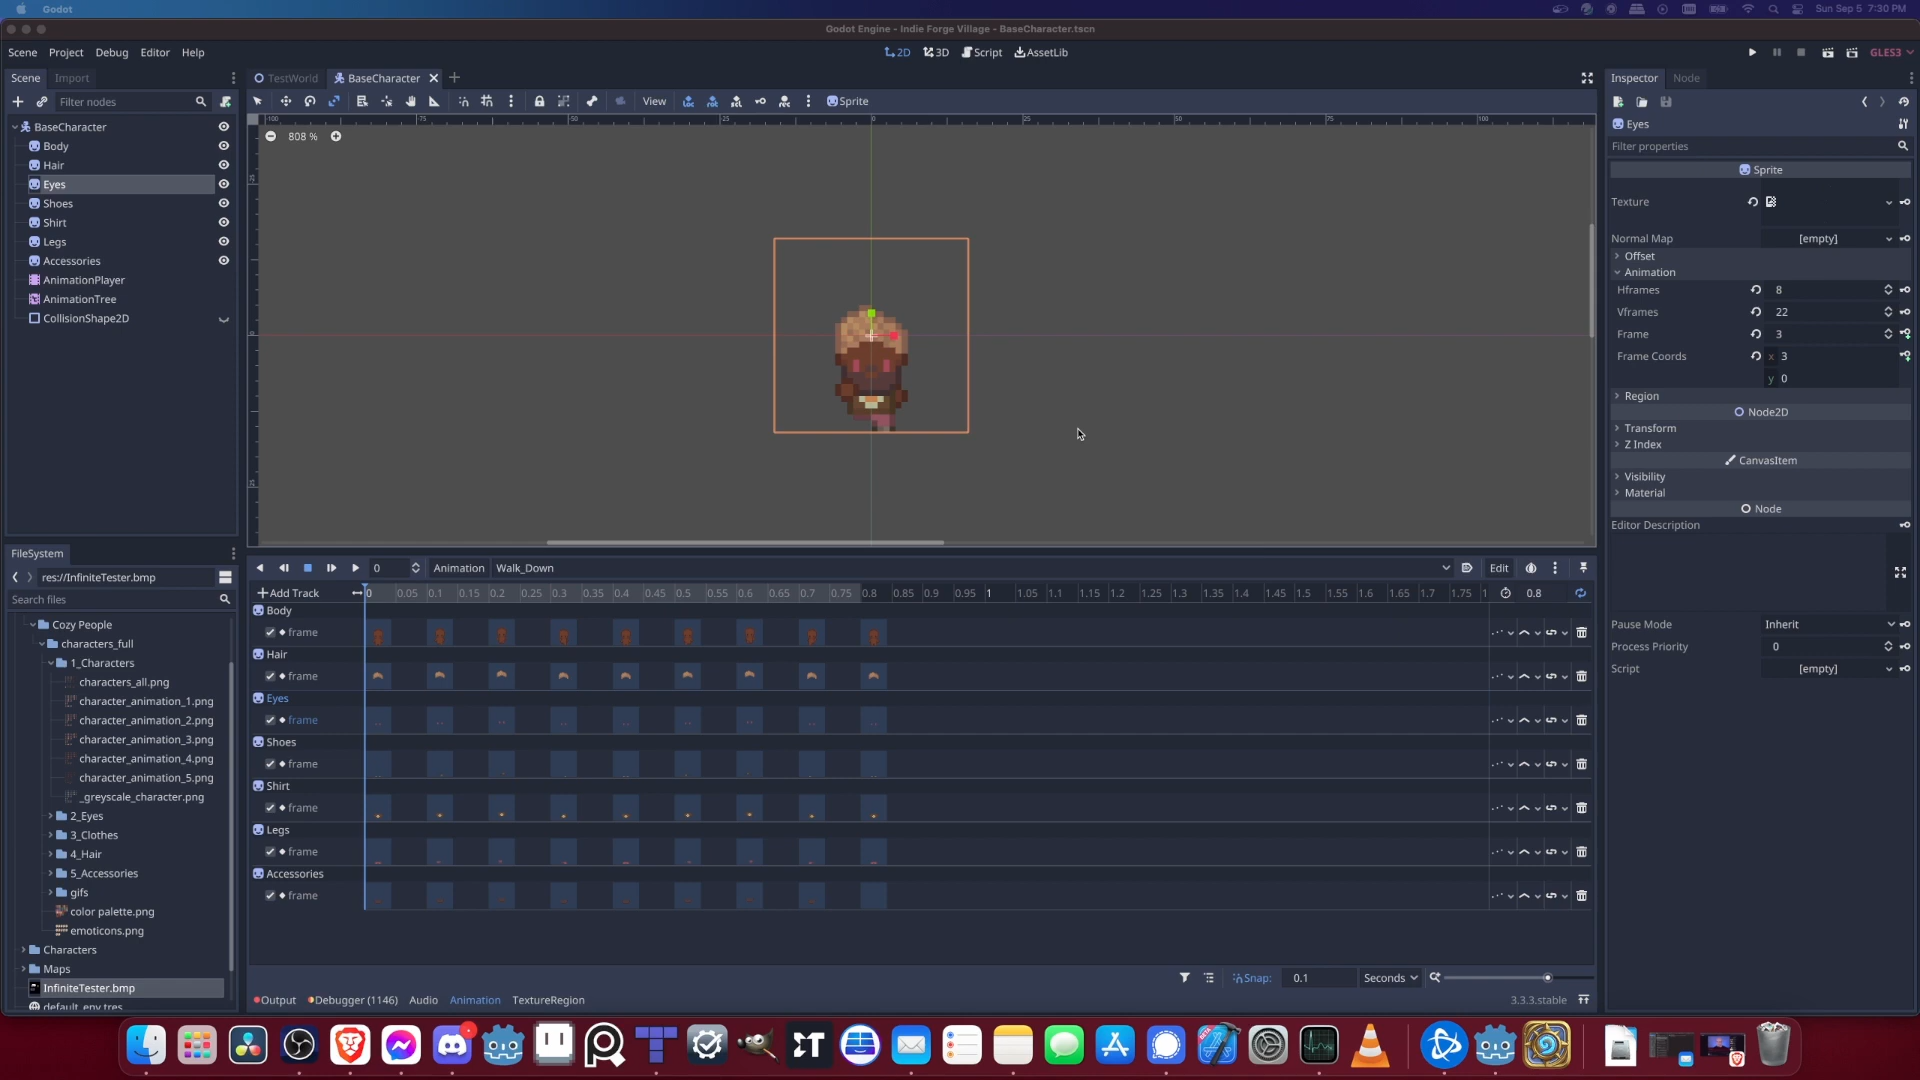 Godot
Sun Sep 5 7:30 PM
Godot Engine - Indie Forge Village - BaseCharacter.tscn
Scene Project Debug Editor Help
2D 3D Script AssetLib
GLES3
Scene Import
TestWorld BaseCharacter
Inspector Node
Filter nodes
View Sprite
BaseCharacter
Body
Hair
Eyes
Shoes
Shirt
Legs
Accessories
AnimationPlayer
AnimationTree
CollisionShape2D
808 %
Eyes
Filter properties
Sprite
Texture
Normal Map [empty]
Offset
Animation
Hframes 8
Vframes 22
Frame 3
Frame Coords x 3
y 0
Region
Node2D
Transform
Z Index
CanvasItem
Visibility
Material
Node
Editor Description
Pause Mode Inherit
Process Priority 0
Script [empty]
FileSystem
res://InfiniteTester.bmp
Search files
Cozy People
characters_full
1_Characters
characters_all.png
character_animation_1.png
character_animation_2.png
character_animation_3.png
character_animation_4.png
character_animation_5.png
_greyscale_character.png
2_Eyes
3_Clothes
4_Hair
5_Accessories
gifs
color palette.png
emoticons.png
Characters
Maps
InfiniteTester.bmp
default_env.tres
0 Animation Walk_Down Edit
Add Track 0 0.05 0.1 0.15 0.2 0.25 0.3 0.35 0.4 0.45 0.5 0.55 0.6 0.65 0.7 0.75 0.8 0.85 0.9 0.95 1 1.05 1.1 1.15 1.2 1.25 1.3 1.35 1.4 1.45 1.5 1.55 1.6 1.65 1.7 1.75 1 0.8
Body
frame
Hair
frame
Eyes
frame
Shoes
frame
Shirt
frame
Legs
frame
Accessories
frame
Snap: 0.1 Seconds
Output Debugger (1146) Audio Animation TextureRegion
3.3.3.stable